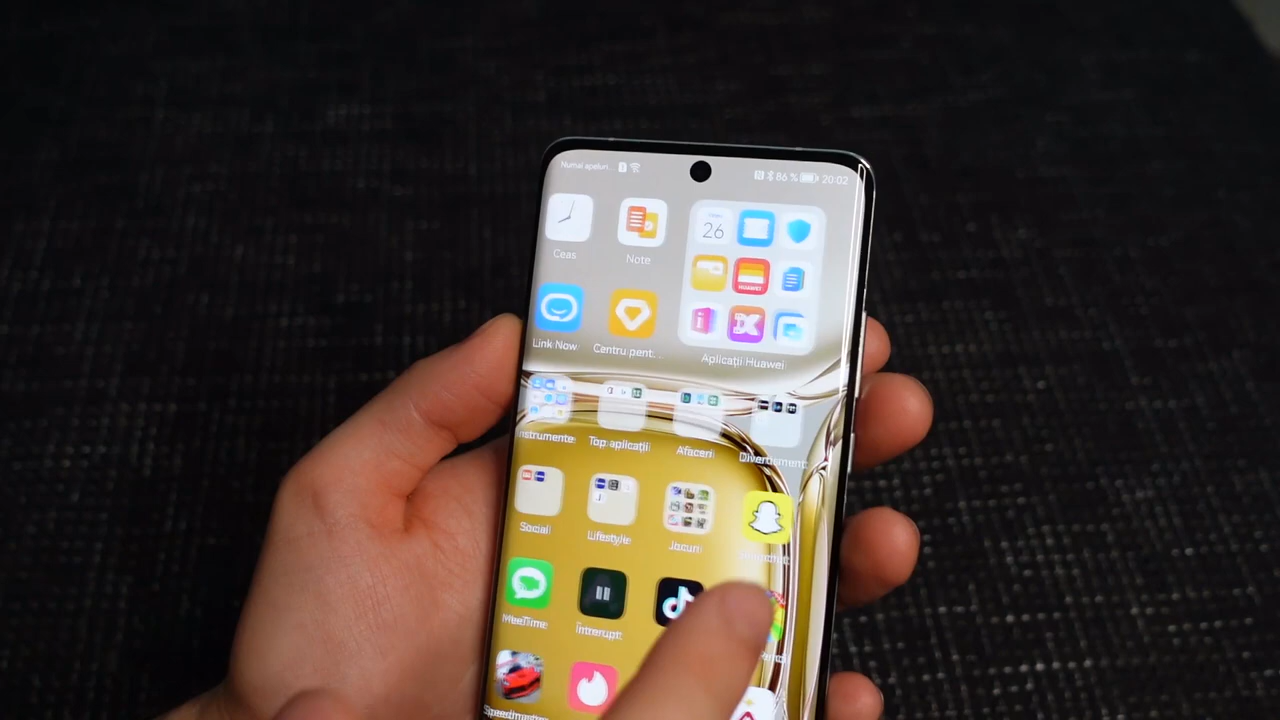 Numai apeluri... 86 % 20:02
26
Ceas
Note
Link Now
Centru pent...
Aplicații Huawei
Instrumente
Top aplicații
Afaceri
Divertisment
Social
Lifestyle
Jocuri
Snapchat
MeeTime
Întrerupt